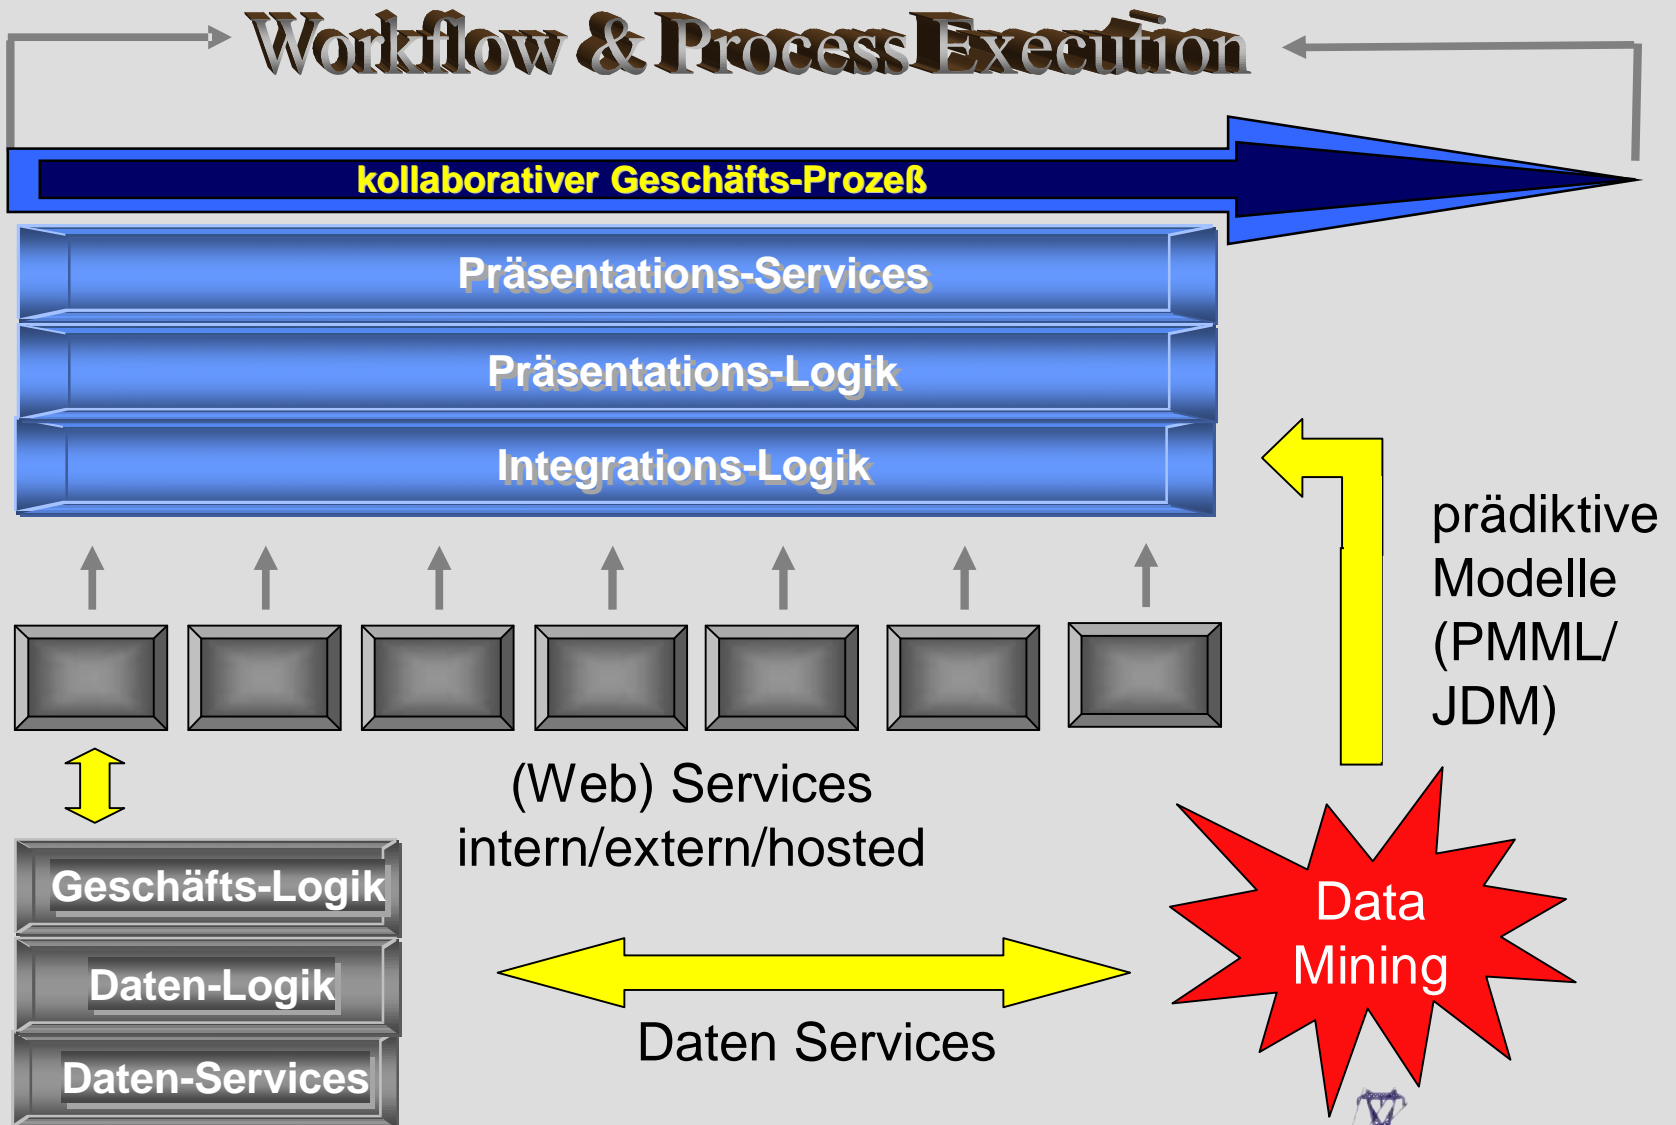 Workflow & Process Execution
kollaborativer Geschäfts-Prozeß
Präsentations-Services
Präsentations-Logik
Integrations-Logik
prädiktive
Modelle
(PMML/
JDM)
(Web) Services
intern/extern/hosted
Geschäfts-Logik
Daten-Logik
Daten-Services
Daten Services
Data
Mining